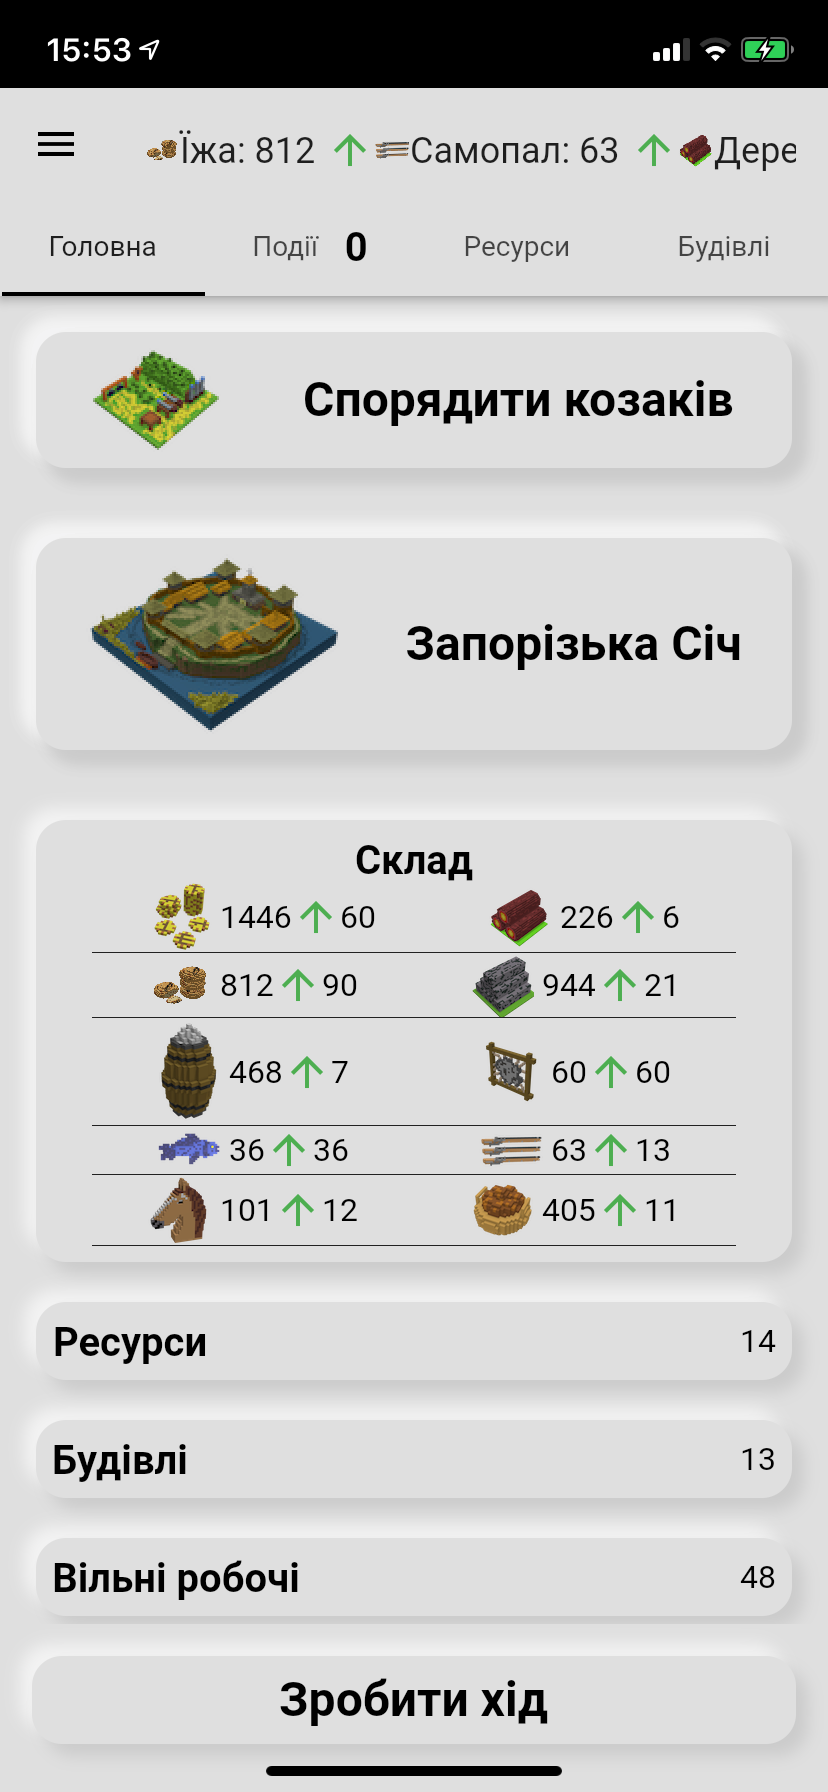 15:53
Їжа: 812 Самопал: 63 Дере
Головна Події 0 Ресурси Будівлі
Спорядити козаків
Запорізька Січ
Склад
1446 60 226 6
812 90 944 21
468 7 60 60
36 36 63 13
101 12 405 11
Ресурси 14
Будівлі 13
Вільні робочі 48
Зробити хід